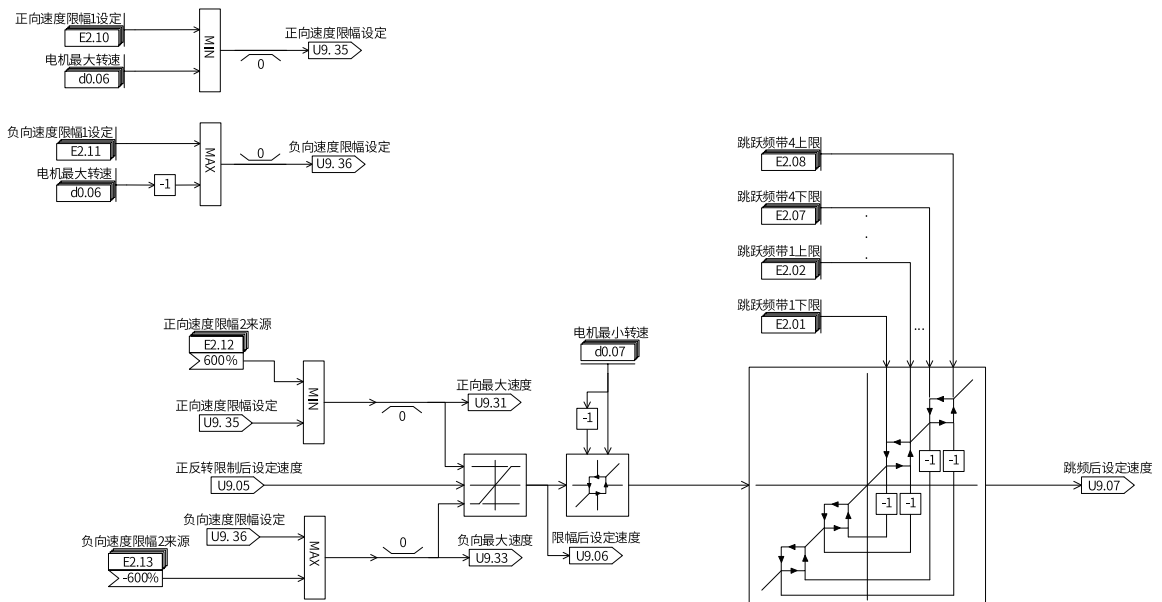 正向速度限幅1设定
E2.10
电机最大转速
d0.06
MIN
0
正向速度限幅设定
U9. 35
负向速度限幅1设定
E2.11
电机最大转速
d0.06
-1
MAX
0
负向速度限幅设定
U9. 36
跳跃频带4上限
E2.08
跳跃频带4下限
E2.07
.
.
.
跳跃频带1上限
E2.02
跳跃频带1下限
E2.01
...
正向速度限幅2来源
E2.12
600%
正向速度限幅设定
U9. 35
MIN
0
正向最大速度
U9.31
电机最小转速
d0.07
-1
正反转限制后设定速度
U9.05
负向速度限幅设定
U9. 36
负向速度限幅2来源
E2.13
-600%
MAX
0
负向最大速度
U9.33
限幅后设定速度
U9.06
-1
-1
-1
-1
跳频后设定速度
U9.07